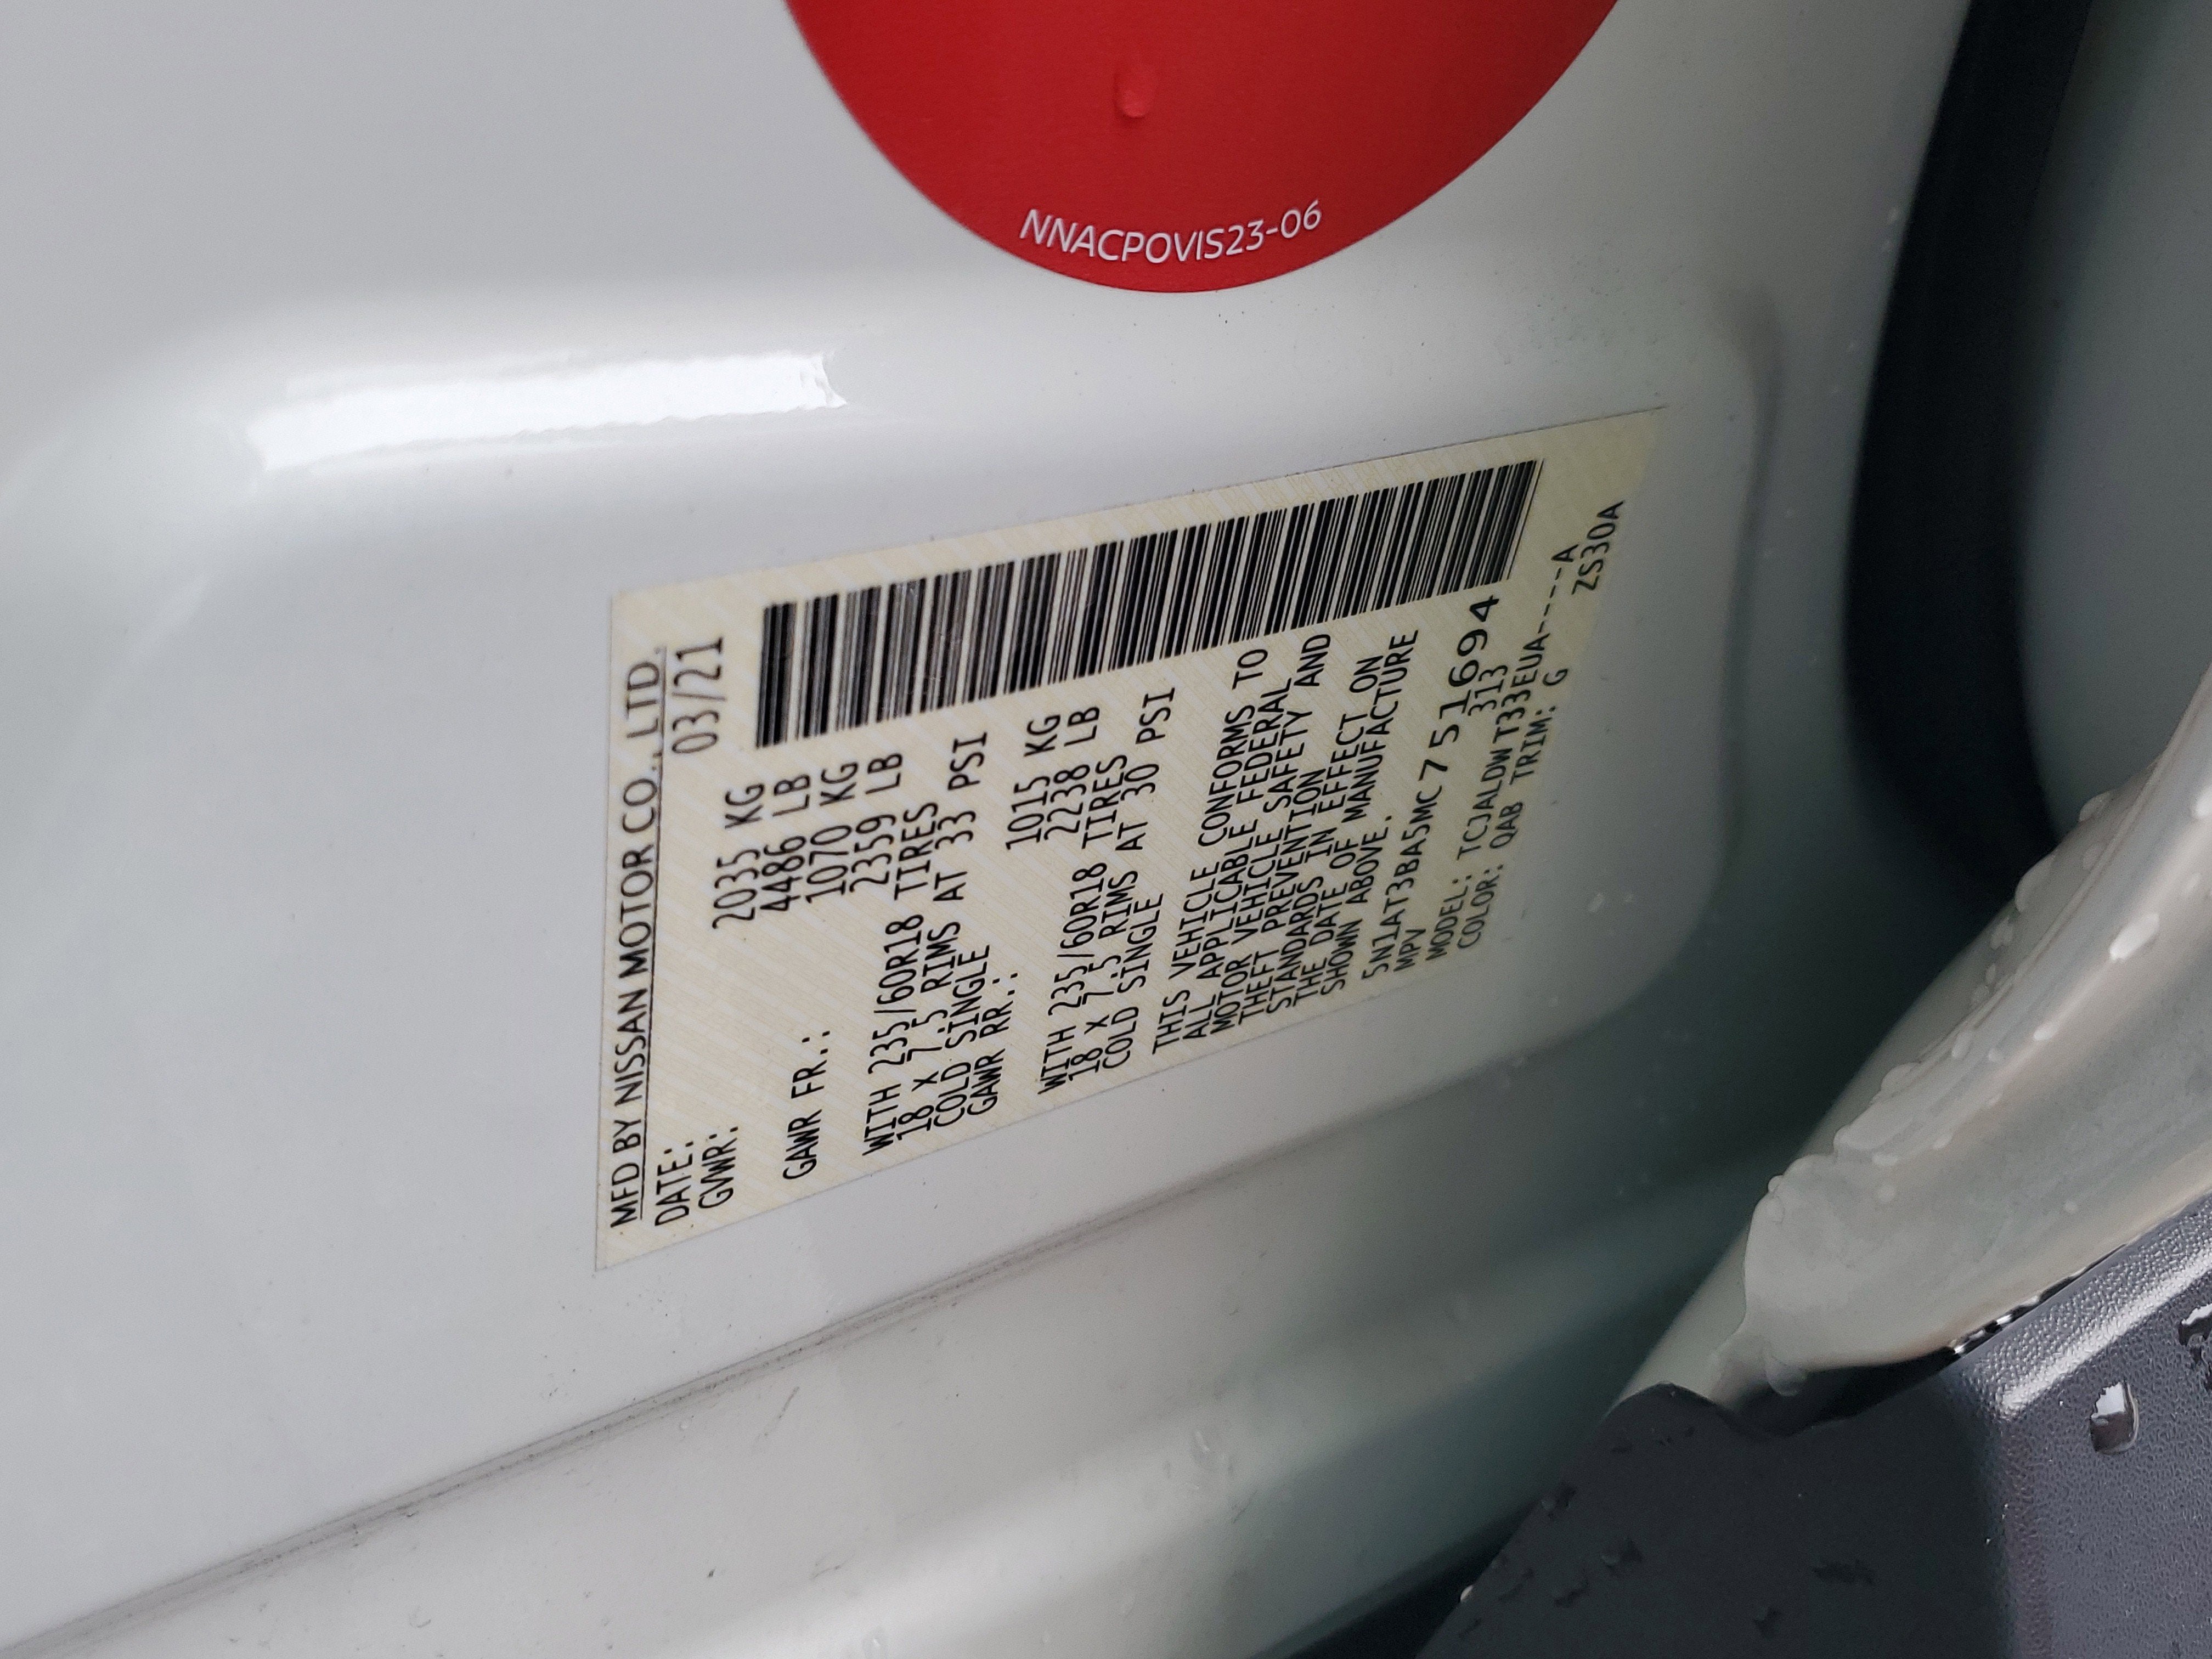 NNACPOVIS23-06
MFD BY NISSAN MOTOR CO., LTD.
DATE: 03/21
GVWR: 2035 KG
4486 LB
GAWR FR.: 1070 KG
2359 LB
WITH 235/60R18 TIRES
18 X 7.5 RIMS AT 33 PSI
COLD SINGLE
GAWR RR.: 1015 KG
2238 LB
WITH 235/60R18 TIRES
18 X 7.5 RIMS AT 30 PSI
COLD SINGLE
THIS VEHICLE CONFORMS TO
ALL APPLICABLE FEDERAL
MOTOR VEHICLE SAFETY AND
THEFT PREVENTION
STANDARDS IN EFFECT ON
THE DATE OF MANUFACTURE
SHOWN ABOVE.
5N1AT3BA5MC751694
MPV 313
MODEL: TCJALDWT33EUA-----A
COLOR: QAB TRIM: G ZS30A